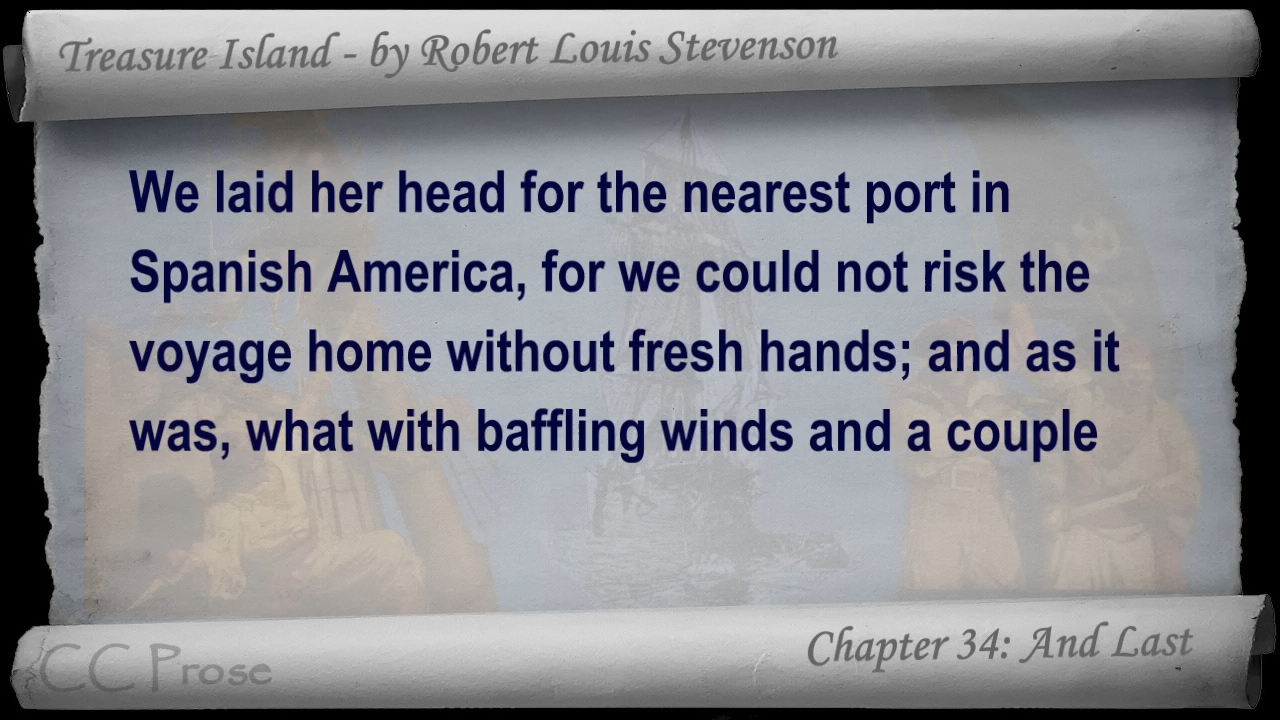 Treasure Island - by Robert Louis Stevenson
We laid her head for the nearest port in
Spanish America, for we could not risk the
voyage home without fresh hands; and as it
was, what with baffling winds and a couple
Chapter 34: And Last
CC Prose